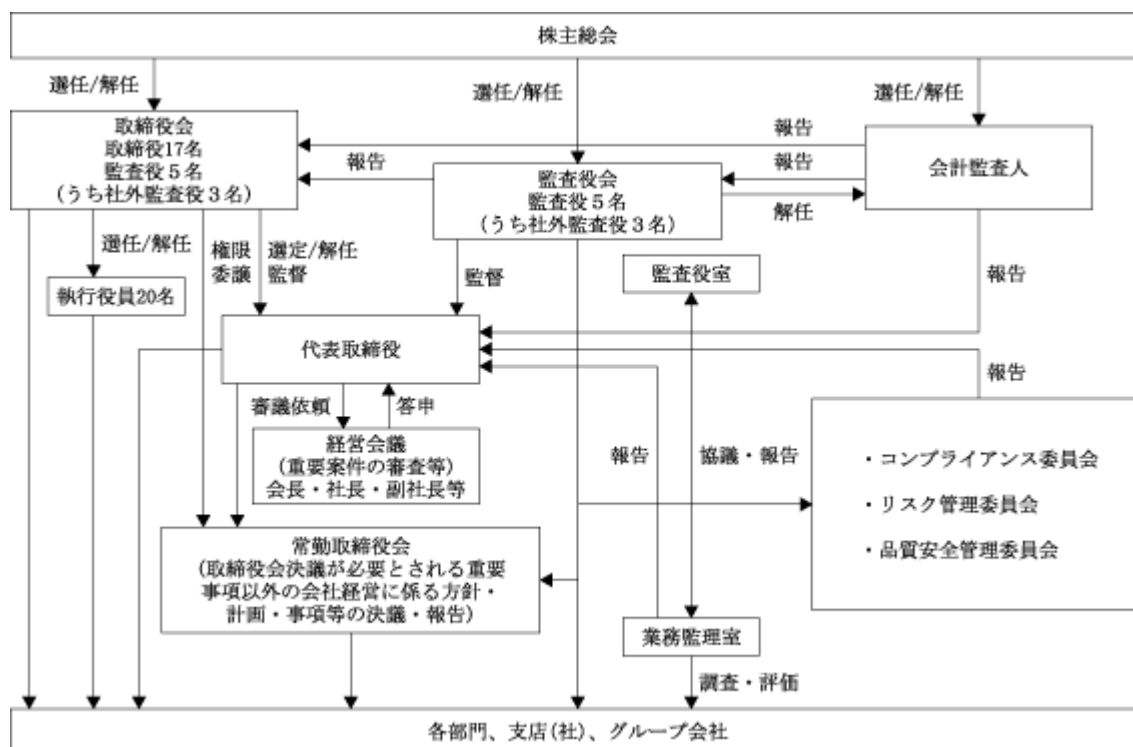 株主総会
選任/解任
選任/解任
選任/解任
取締役会
取締役17名
監査役5名
(うち社外監査役3名)
報告
報告
報告
監査役会
監査役5名
(うち社外監査役3名)
会計監査人
解任
選任/解任
権限
委譲
選定/解任
監督
監督
監査役室
報告
執行役員20名
代表取締役
報告
審議依頼
答申
経営会議
(重要案件の審査等)
会長・社長・副社長等
報告
協議・報告
・コンプライアンス委員会
・リスク管理委員会
・品質安全管理委員会
常勤取締役会
(取締役会決議が必要とされる重要
事項以外の会社経営に係る方針・
計画・事項等の決議・報告)
業務監理室
調査・評価
各部門、支店(社)、グループ会社